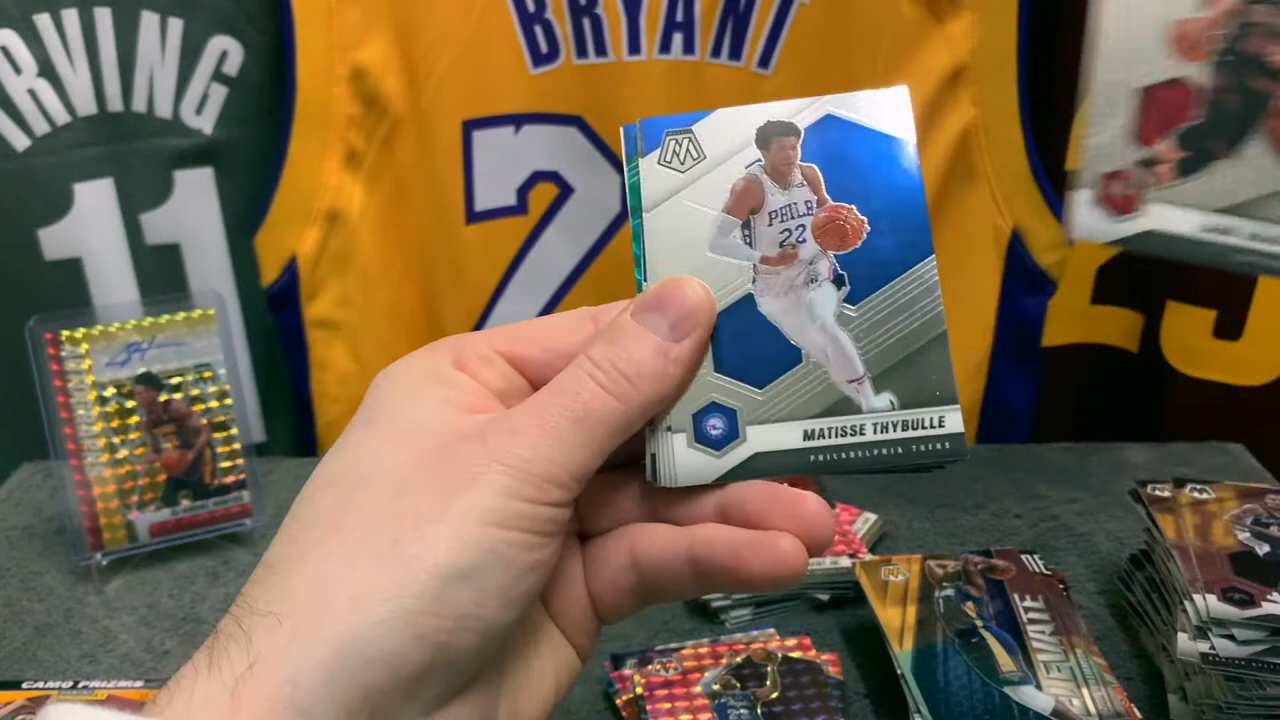 IRVING
11
BRYANT
2
M
PHILA
22
MATISSE THYBULLE
PHILADELPHIA 76ERS
ELEVATE
CAMO PRIZMS